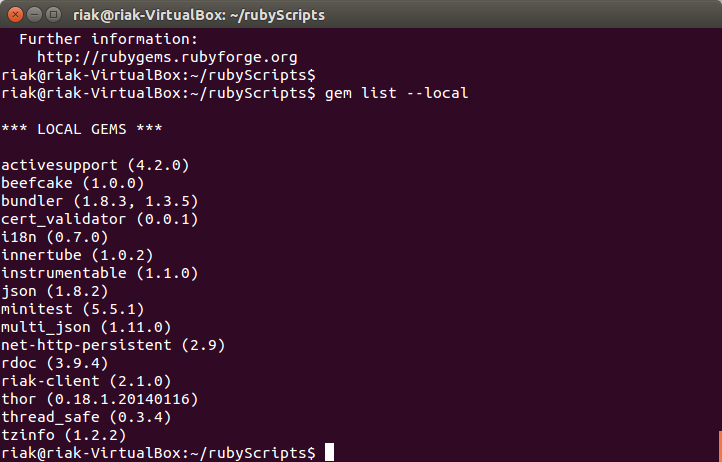 riak@riak-VirtualBox: ~/rubyScripts
Further information:
http://rubygems.rubyforge.org
riak@riak-VirtualBox:~/rubyScripts$
riak@riak-VirtualBox:~/rubyScripts$ gem list --local
*** LOCAL GEMS ***
activesupport (4.2.0)
beefcake (1.0.0)
bundler (1.8.3, 1.3.5)
cert_validator (0.0.1)
i18n (0.7.0)
innertube (1.0.2)
instrumentable (1.1.0)
json (1.8.2)
minitest (5.5.1)
multi_json (1.11.0)
net-http-persistent (2.9)
rdoc (3.9.4)
riak-client (2.1.0)
thor (0.18.1.20140116)
thread_safe (0.3.4)
tzinfo (1.2.2)
riak@riak-VirtualBox:~/rubyScripts$